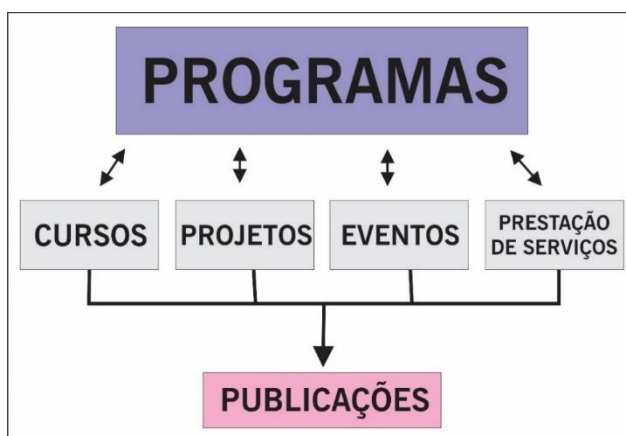 PROGRAMAS
CURSOS
PROJETOS
EVENTOS
PRESTAÇÃO
DE SERVIÇOS
PUBLICAÇÕES